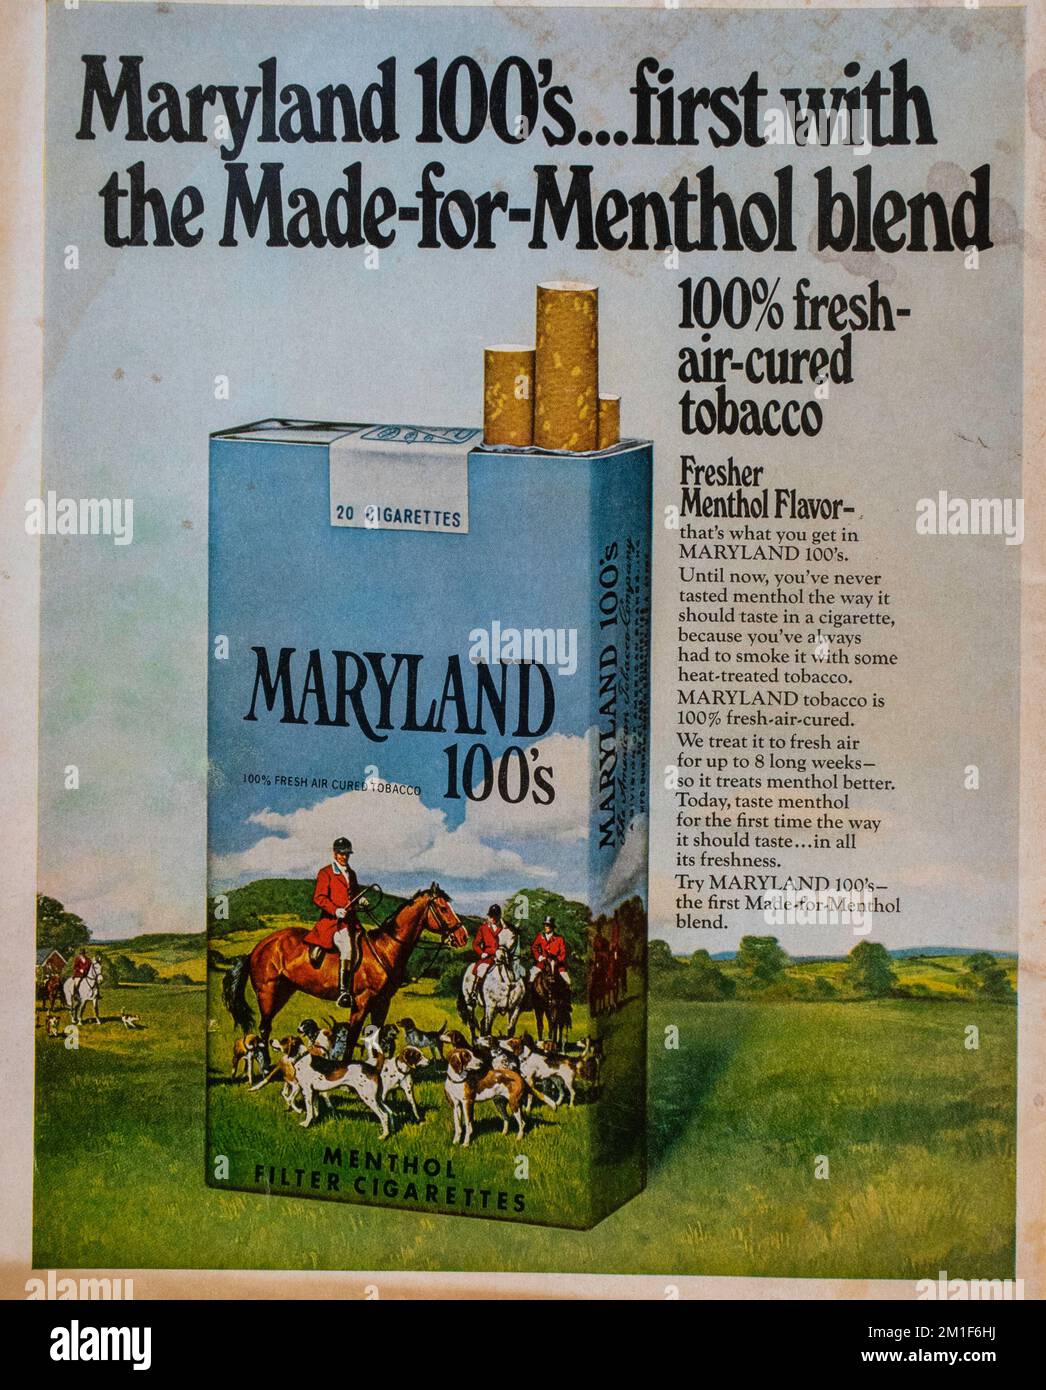 Maryland 100's...first with
the Made-for-Menthol blend
100% fresh-
air-cured
tobacco
Fresher
Menthol Flavor-
that's what you get in
MARYLAND 100's.
Until now, you've never
tasted menthol the way it
should taste in a cigarette,
because you've always
had to smoke it with some
heat-treated tobacco.
MARYLAND tobacco is
100% fresh-air-cured.
We treat it to fresh air
for up to 8 long weeks—
so it treats menthol better.
Today, taste menthol
for the first time the way
it should taste...in all
its freshness.
Try MARYLAND 100's—
the first Made-for-Menthol
blend.
20 CIGARETTES
MARYLAND
100's
100% FRESH AIR CURED TOBACCO
MENTHOL
FILTER CIGARETTES
MARYLAND 100's
The American Tobacco Company
alamy
alamy
Image ID: 2M1F6HJ
www.alamy.com